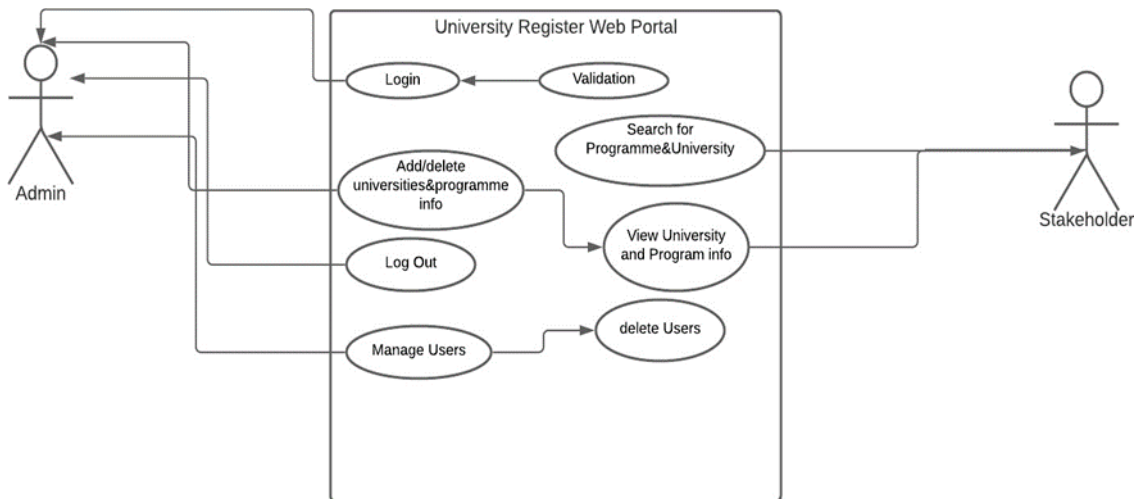 University Register Web Portal
Login
Validation
Search for
Programme&University
Add/delete
universities&programme
info
View University
and Program info
Log Out
delete Users
Manage Users
Admin
Stakeholder